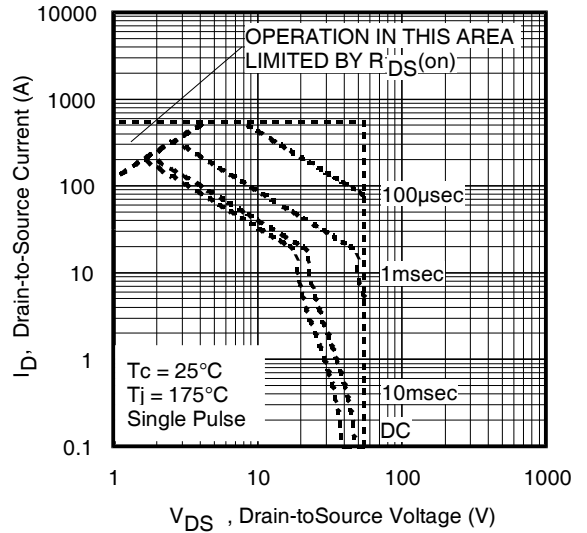 10000
OPERATION IN THIS AREA
LIMITED BY RDS(on)
1000
100
100µsec
10
1msec
1
Tc = 25°C
Tj = 175°C
Single Pulse
10msec
DC
0.1
1
10
100
1000
ID, Drain-to-Source Current (A)
VDS , Drain-toSource Voltage (V)